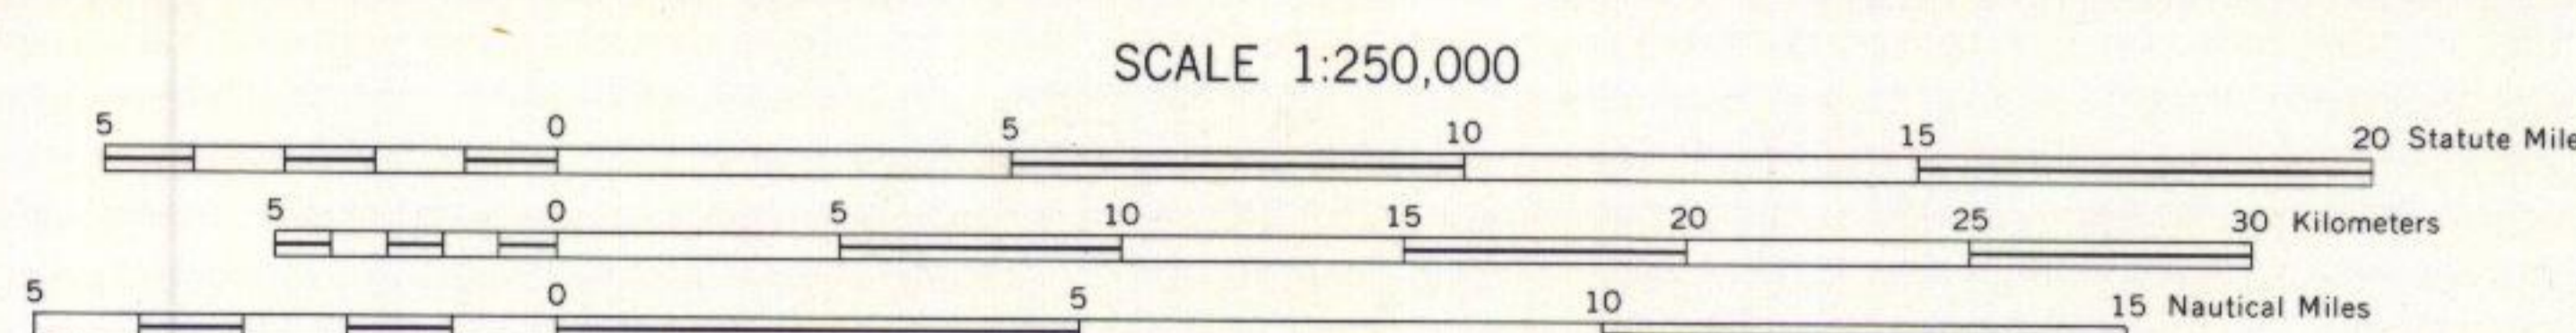 SCALE 1:250,000
5 0 5 10 15 20 Statute Mile
5 0 5 10 15 20 25 30 Kilometers
5 0 5 10 15 Nautical Miles